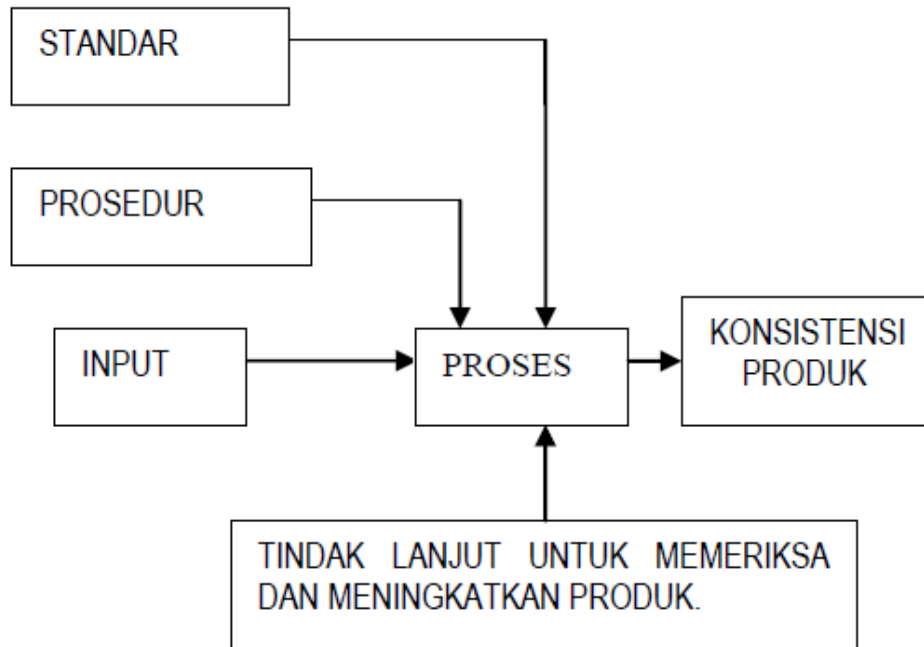 STANDAR
PROSEDUR
INPUT
PROSES
KONSISTENSI
PRODUK
TINDAK LANJUT UNTUK MEMERIKSA
DAN MENINGKATKAN PRODUK.